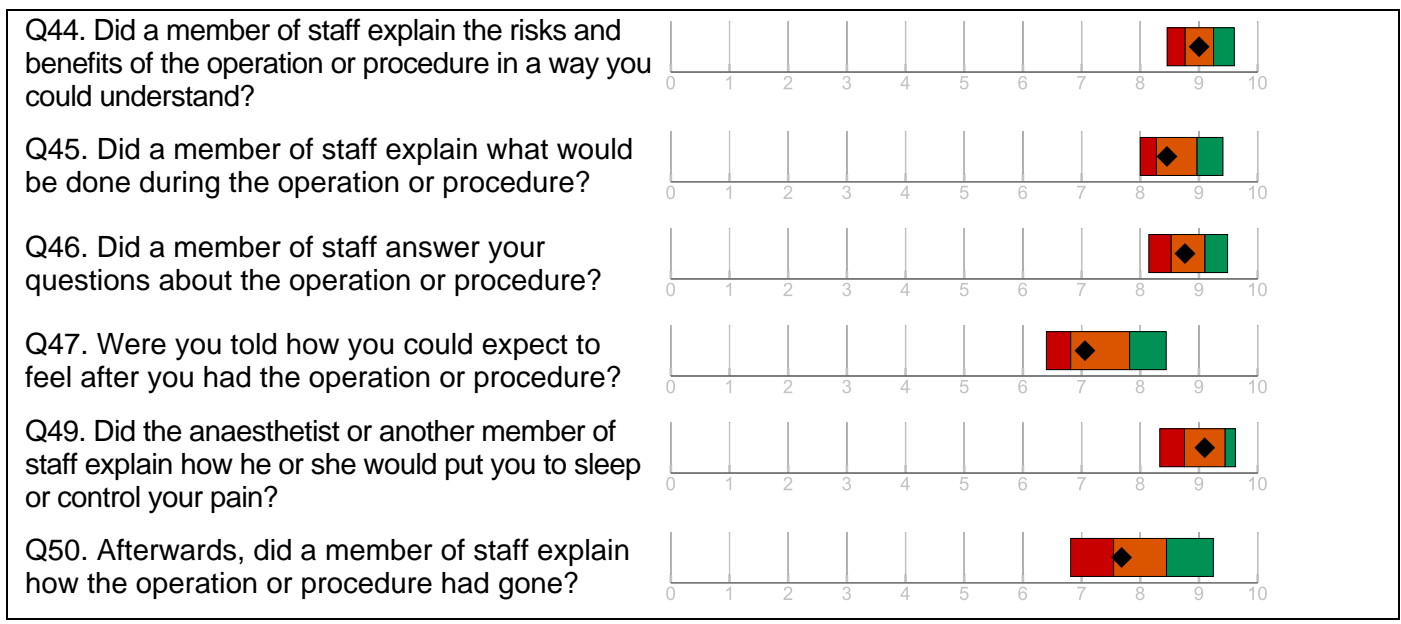 Q44. Did a member of staff explain the risks and
benefits of the operation or procedure in a way you
could understand?
0 1 2 3 4 5 6 7 8 9 10
Q45. Did a member of staff explain what would
be done during the operation or procedure?
0 1 2 3 4 5 6 7 8 9 10
Q46. Did a member of staff answer your
questions about the operation or procedure?
0 1 2 3 4 5 6 7 8 9 10
Q47. Were you told how you could expect to
feel after you had the operation or procedure?
0 1 2 3 4 5 6 7 8 9 10
Q49. Did the anaesthetist or another member of
staff explain how he or she would put you to sleep
or control your pain?
0 1 2 3 4 5 6 7 8 9 10
Q50. Afterwards, did a member of staff explain
how the operation or procedure had gone?
0 1 2 3 4 5 6 7 8 9 10